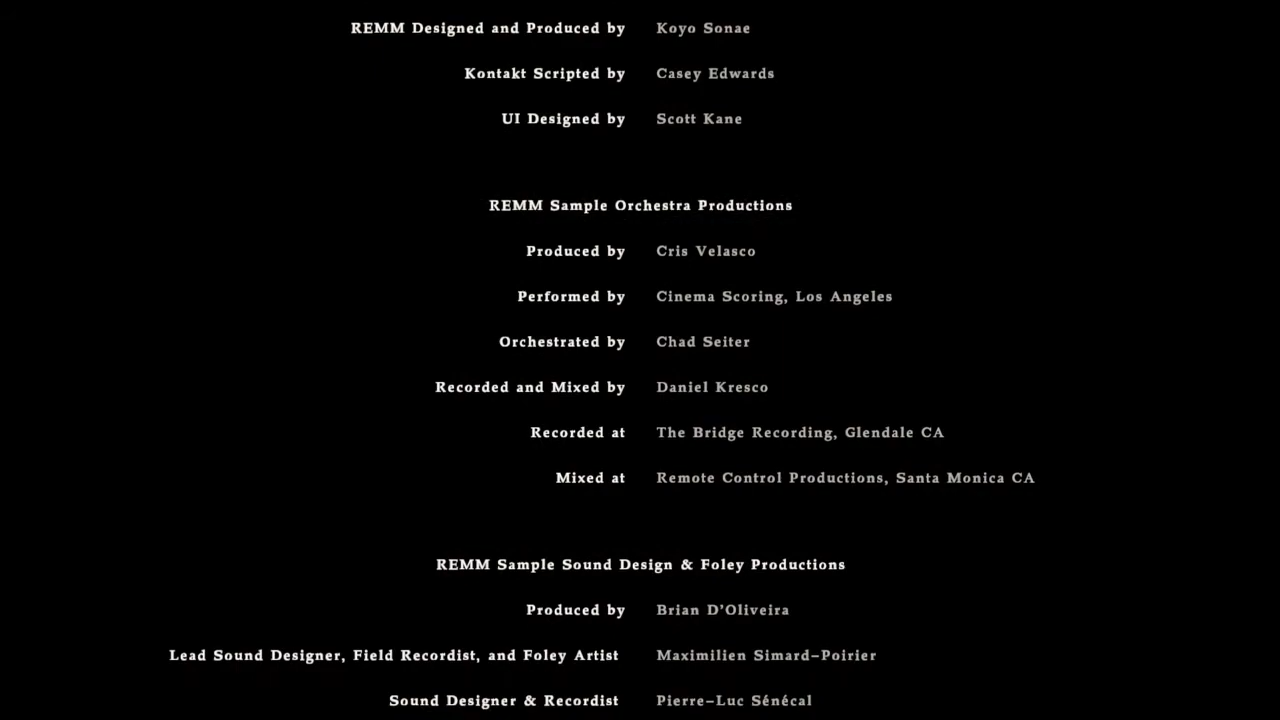 REMM Designed and Produced by Koyo Sonae
Kontakt Scripted by Casey Edwards
UI Designed by Scott Kane
REMM Sample Orchestra Productions
Produced by Cris Velasco
Performed by Cinema Scoring, Los Angeles
Orchestrated by Chad Seiter
Recorded and Mixed by Daniel Kresco
Recorded at The Bridge Recording, Glendale CA
Mixed at Remote Control Productions, Santa Monica CA
REMM Sample Sound Design & Foley Productions
Produced by Brian D’Oliveira
Lead Sound Designer, Field Recordist, and Foley Artist Maximilien Simard–Poirier
Sound Designer & Recordist Pierre–Luc Sénécal